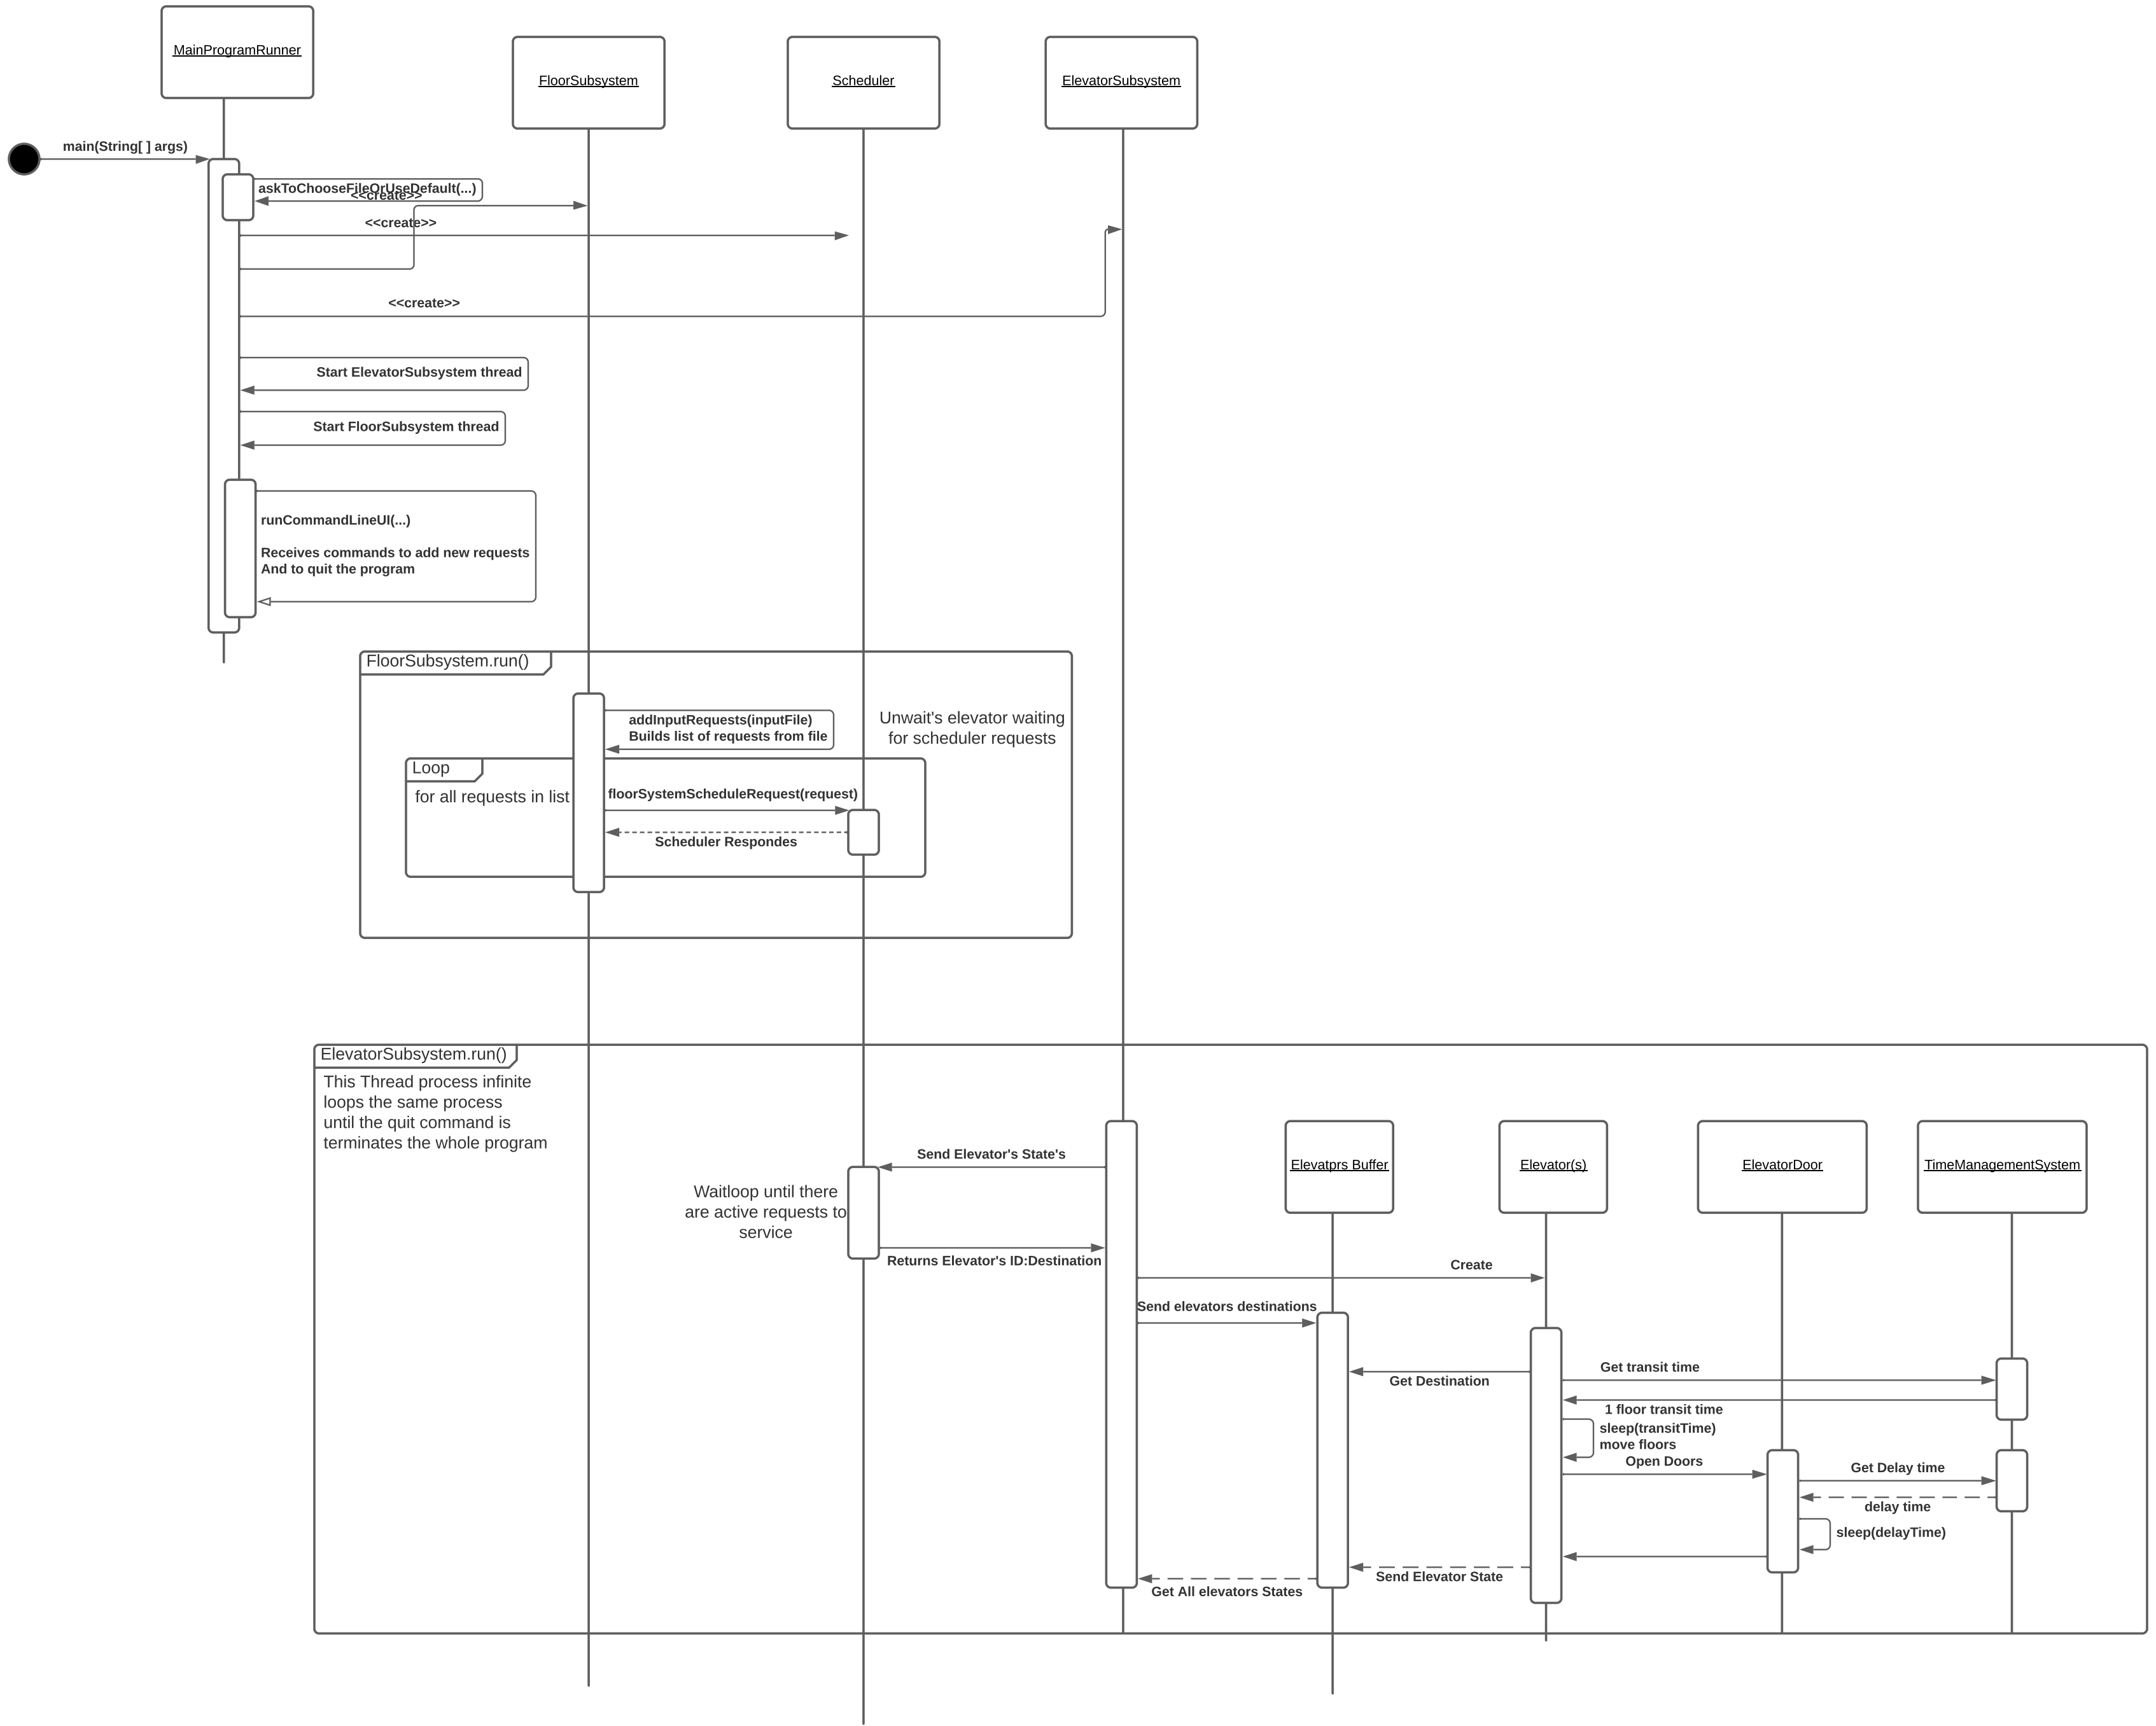 MainProgramRunner
FloorSubsystem
Scheduler
ElevatorSubsystem
main(String[ ] args)
askToChooseFileOrUseDefault(...)
<<create>>
<<create>>
<<create>>
Start ElevatorSubsystem thread
Start FloorSubsystem thread
runCommandLineUI(...)
Receives commands to add new requests
And to quit the program
FloorSubsystem.run()
addInputRequests(inputFile)
Builds list of requests from file
Unwait's elevator waiting
for scheduler requests
Loop
for all requests in list
floorSystemScheduleRequest(request)
Scheduler Respondes
ElevatorSubsystem.run()
This Thread process infinite
loops the same process
until the quit command is
terminates the whole program
Send Elevator's State's
Elevatprs Buffer
Elevator(s)
ElevatorDoor
TimeManagementSystem
Waitloop until there
are active requests to
service
Returns Elevator's ID:Destination
Create
Send elevators destinations
Get Destination
Get transit time
1 floor transit time
sleep(transitTime)
move floors
Open Doors
Get Delay time
delay time
sleep(delayTime)
Send Elevator State
Get All elevators States